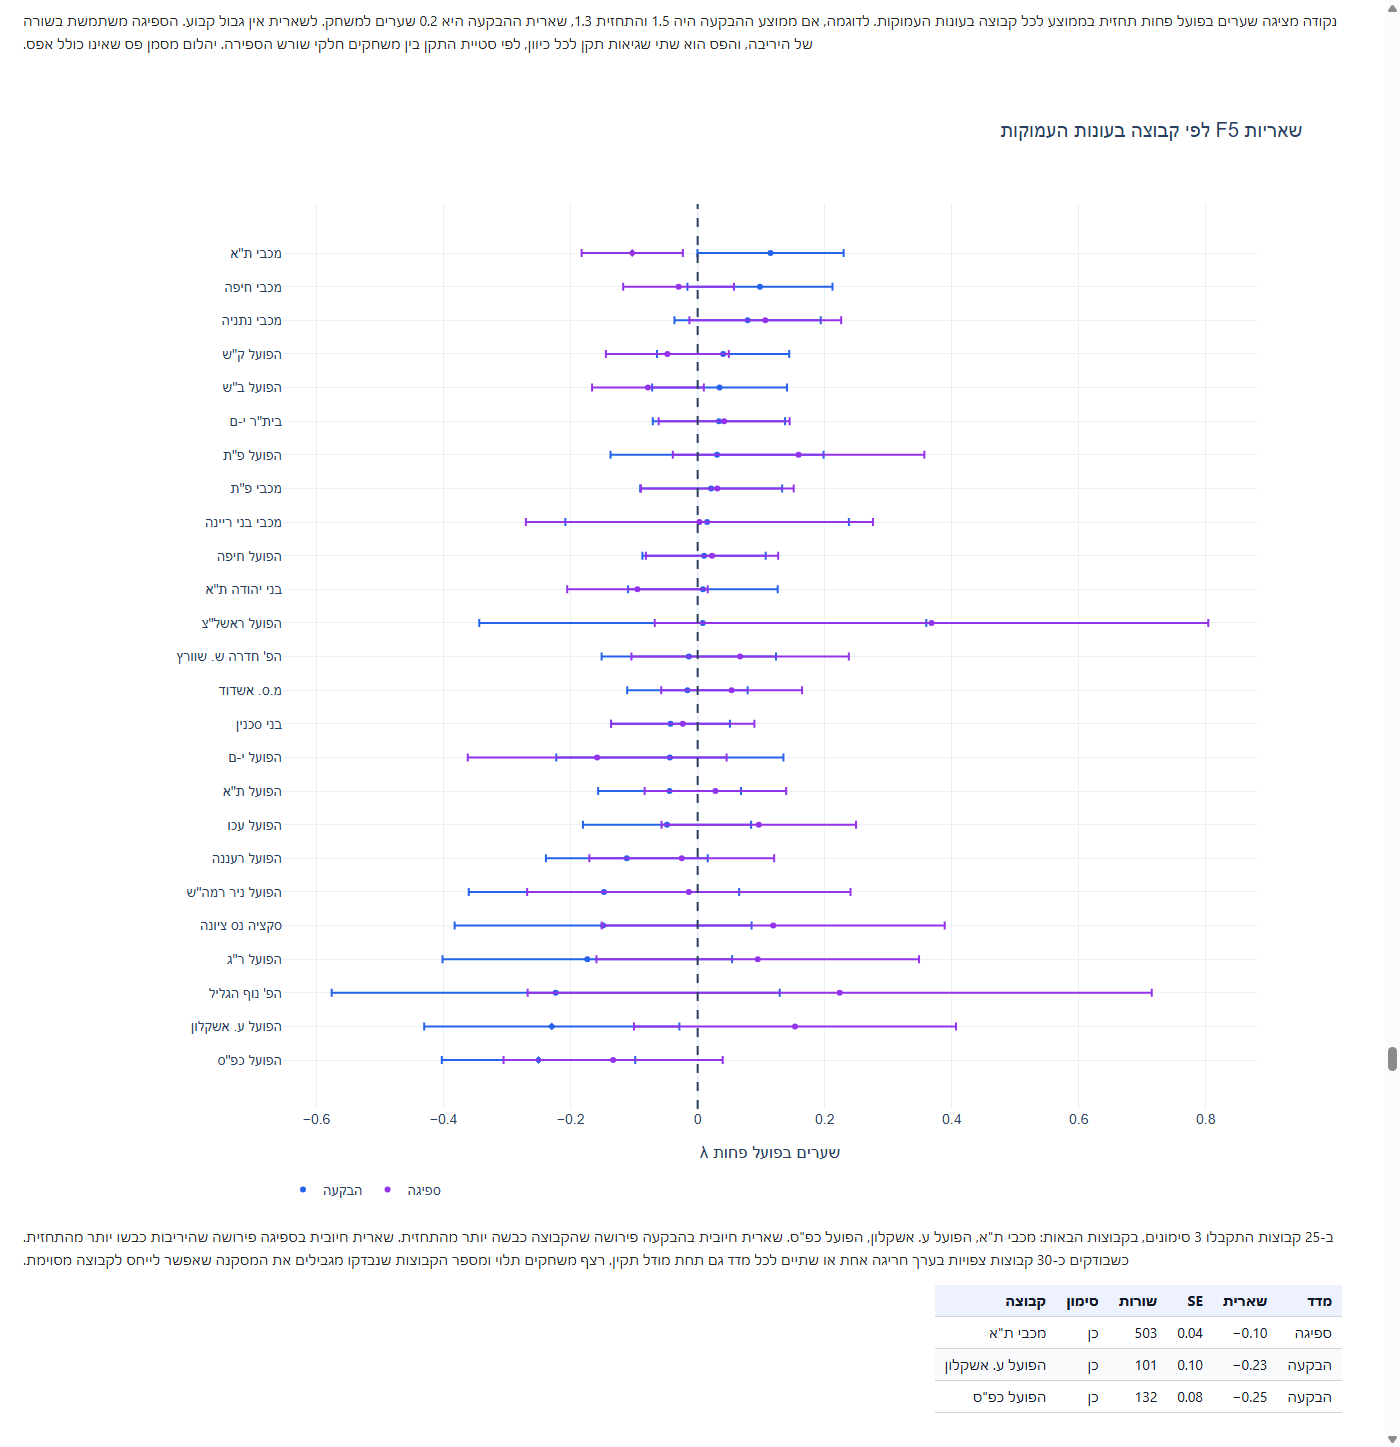 נקודה מציגה שערים בפועל פחות תחזית בממוצע לכל קבוצה בעונות העמוקות. לדוגמה, אם ממוצע ההבקעה היה 1.5 והתחזית 1.3, שארית ההבקעה היא 0.2 שערים למשחק. לשארית אין גבול קבוע. הספיגה משתמשת בשורה
של היריבה, והפס הוא שתי שגיאות תקן לכל כיוון, לפי סטיית התקן בין משחקים חלקי שורש הספירה. יהלום מסמן פס שאינו כולל אפס.
שאריות F5 לפי קבוצה בעונות העמוקות
מכבי ת"א
מכבי חיפה
מכבי נתניה
הפועל ק"ש
הפועל ב"ש
בית"ר י-ם
הפועל פ"ת
מכבי פ"ת
מכבי בני ריינה
הפועל חיפה
בני יהודה ת"א
הפועל ראשל"צ
הפ' חדרה ש. שוורץ
מ.ס. אשדוד
בני סכנין
הפועל י-ם
הפועל ת"א
הפועל עכו
הפועל רעננה
הפועל ניר רמה"ש
סקציה נס ציונה
הפועל ר"ג
הפ' נוף הגליל
הפועל ע. אשקלון
הפועל כפ"ס
−0.6 −0.4 −0.2 0 0.2 0.4 0.6 0.8
שערים בפועל פחות λ
הבקעה ספיגה
ב-25 קבוצות התקבלו 3 סימונים, בקבוצות הבאות: מכבי ת"א, הפועל ע. אשקלון, הפועל כפ"ס. שארית חיובית בהבקעה פירושה שהקבוצה כבשה יותר מהתחזית. שארית חיובית בספיגה פירושה שהיריבות כבשו יותר מהתחזית.
כשבודקים כ-30 קבוצות צפויות בערך חריגה אחת או שתיים לכל מדד גם תחת מודל תקין. רצף משחקים תלוי ומספר הקבוצות שנבדקו מגבילים את המסקנה שאפשר לייחס לקבוצה מסוימת.
מדד שארית SE שורות סימון קבוצה
ספיגה −0.10 0.04 503 כן מכבי ת"א
הבקעה −0.23 0.10 101 כן הפועל ע. אשקלון
הבקעה −0.25 0.08 132 כן הפועל כפ"ס